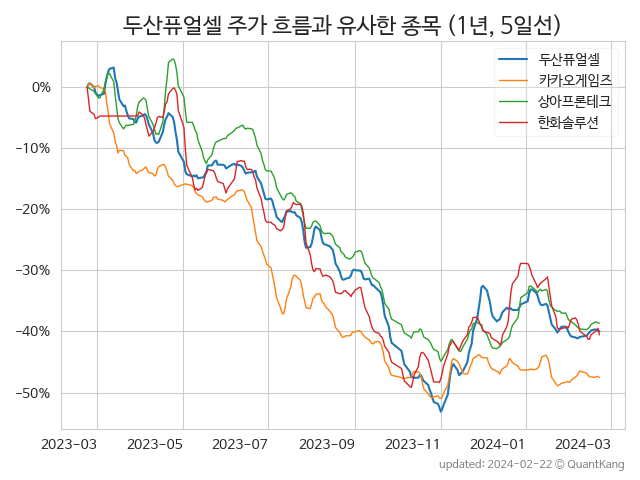 두산퓨얼셀 주가 흐름과 유사한 종목 (1년, 5일선)
두산퓨얼셀
카카오게임즈
상아프론테크
한화솔루션
0%
−10%
−20%
−30%
−40%
−50%
2023−03
2023−05
2023−07
2023−09
2023−11
2024−01
2024−03
updated: 2024-02-22 © QuantKang